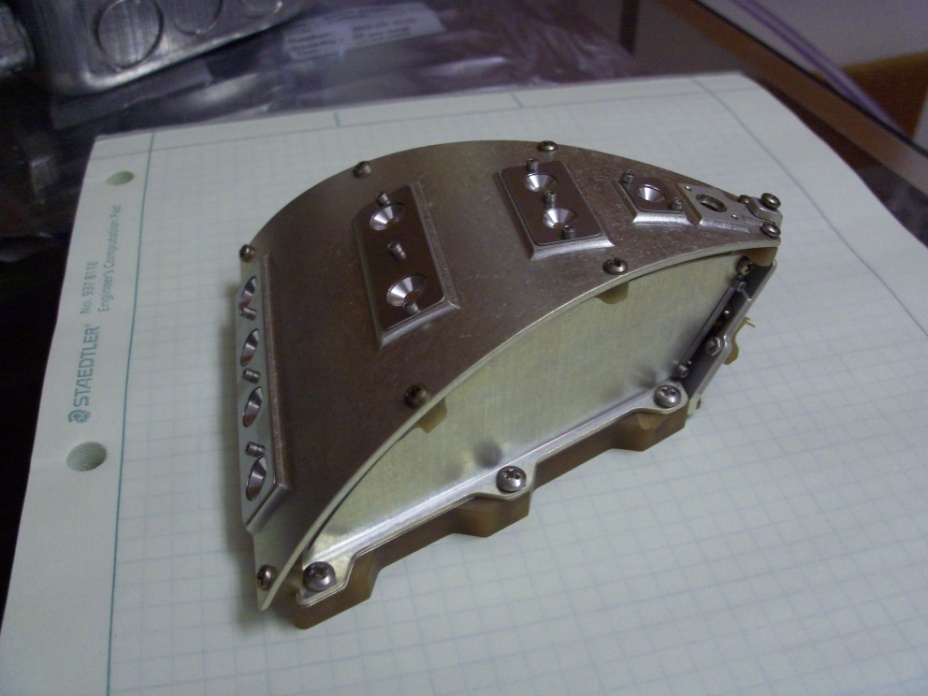 STAEDTLER® No. 937 811E
Engineer's Computation Pad